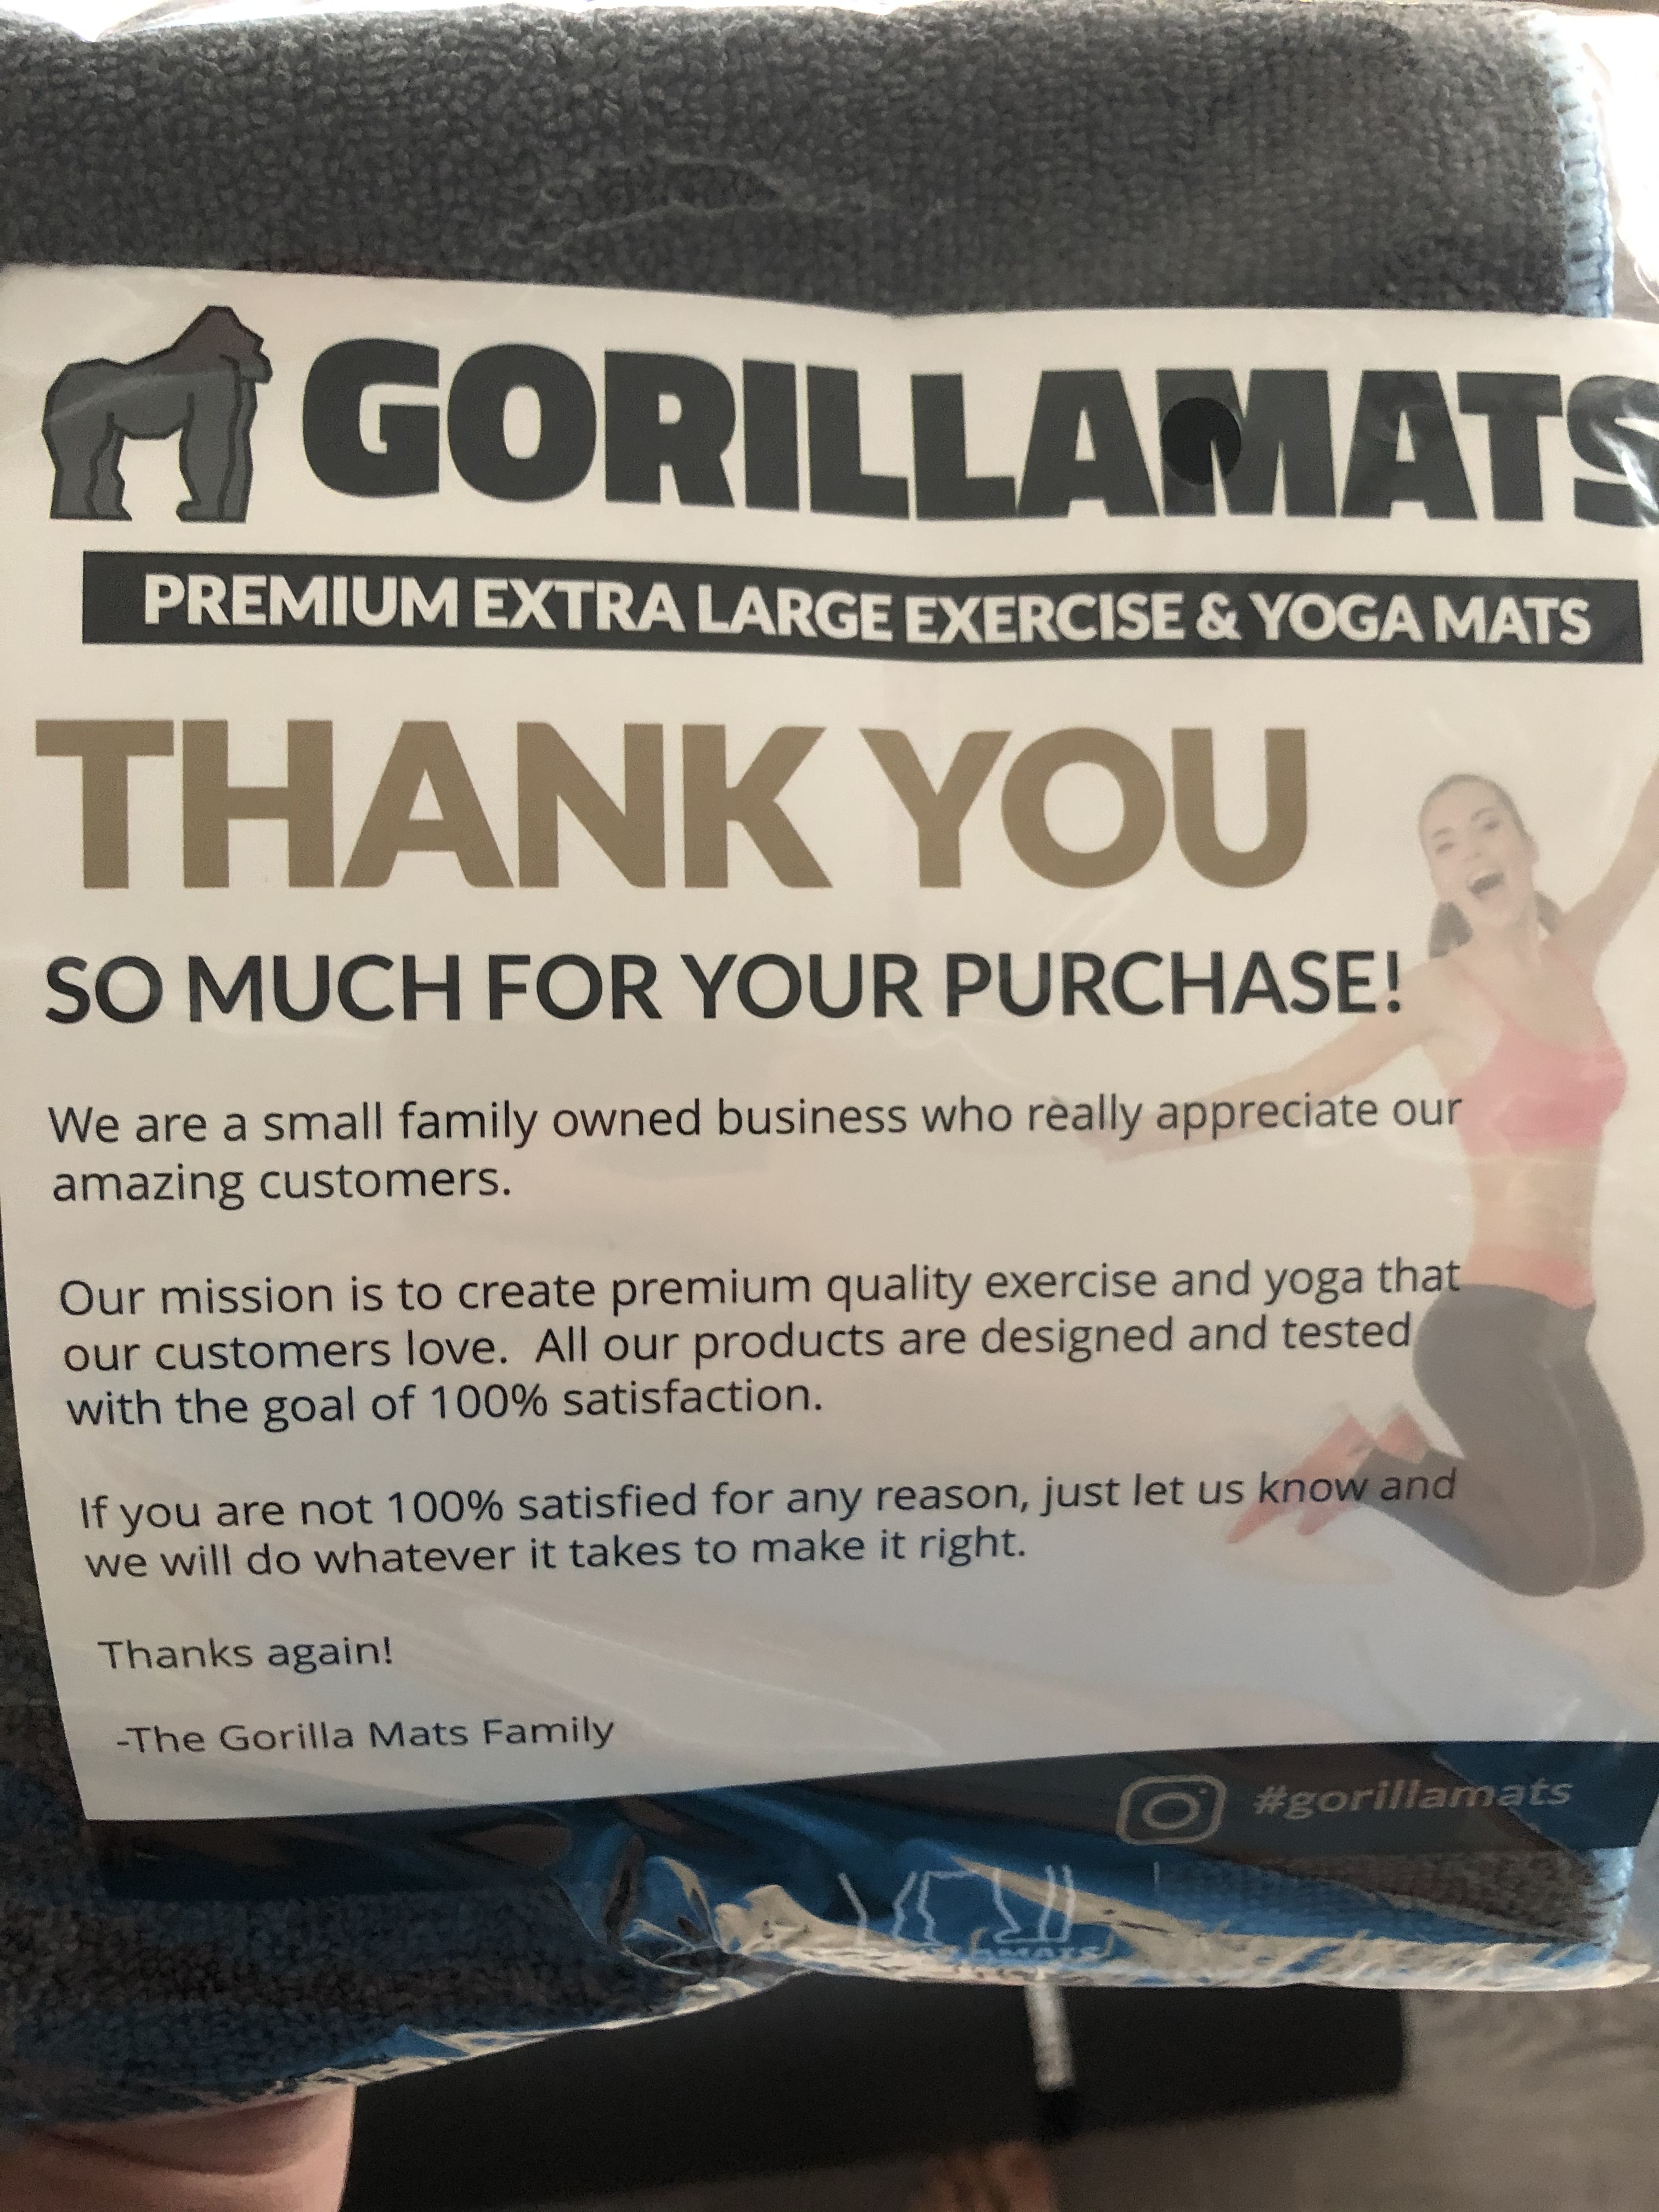 GORILLAMATS
PREMIUM EXTRA LARGE EXERCISE & YOGA MATS
THANK YOU
SO MUCH FOR YOUR PURCHASE!
We are a small family owned business who really appreciate our
amazing customers.
Our mission is to create premium quality exercise and yoga that
our customers love. All our products are designed and tested
with the goal of 100% satisfaction.
If you are not 100% satisfied for any reason, just let us know and
we will do whatever it takes to make it right.
Thanks again!
-The Gorilla Mats Family
#gorillamats